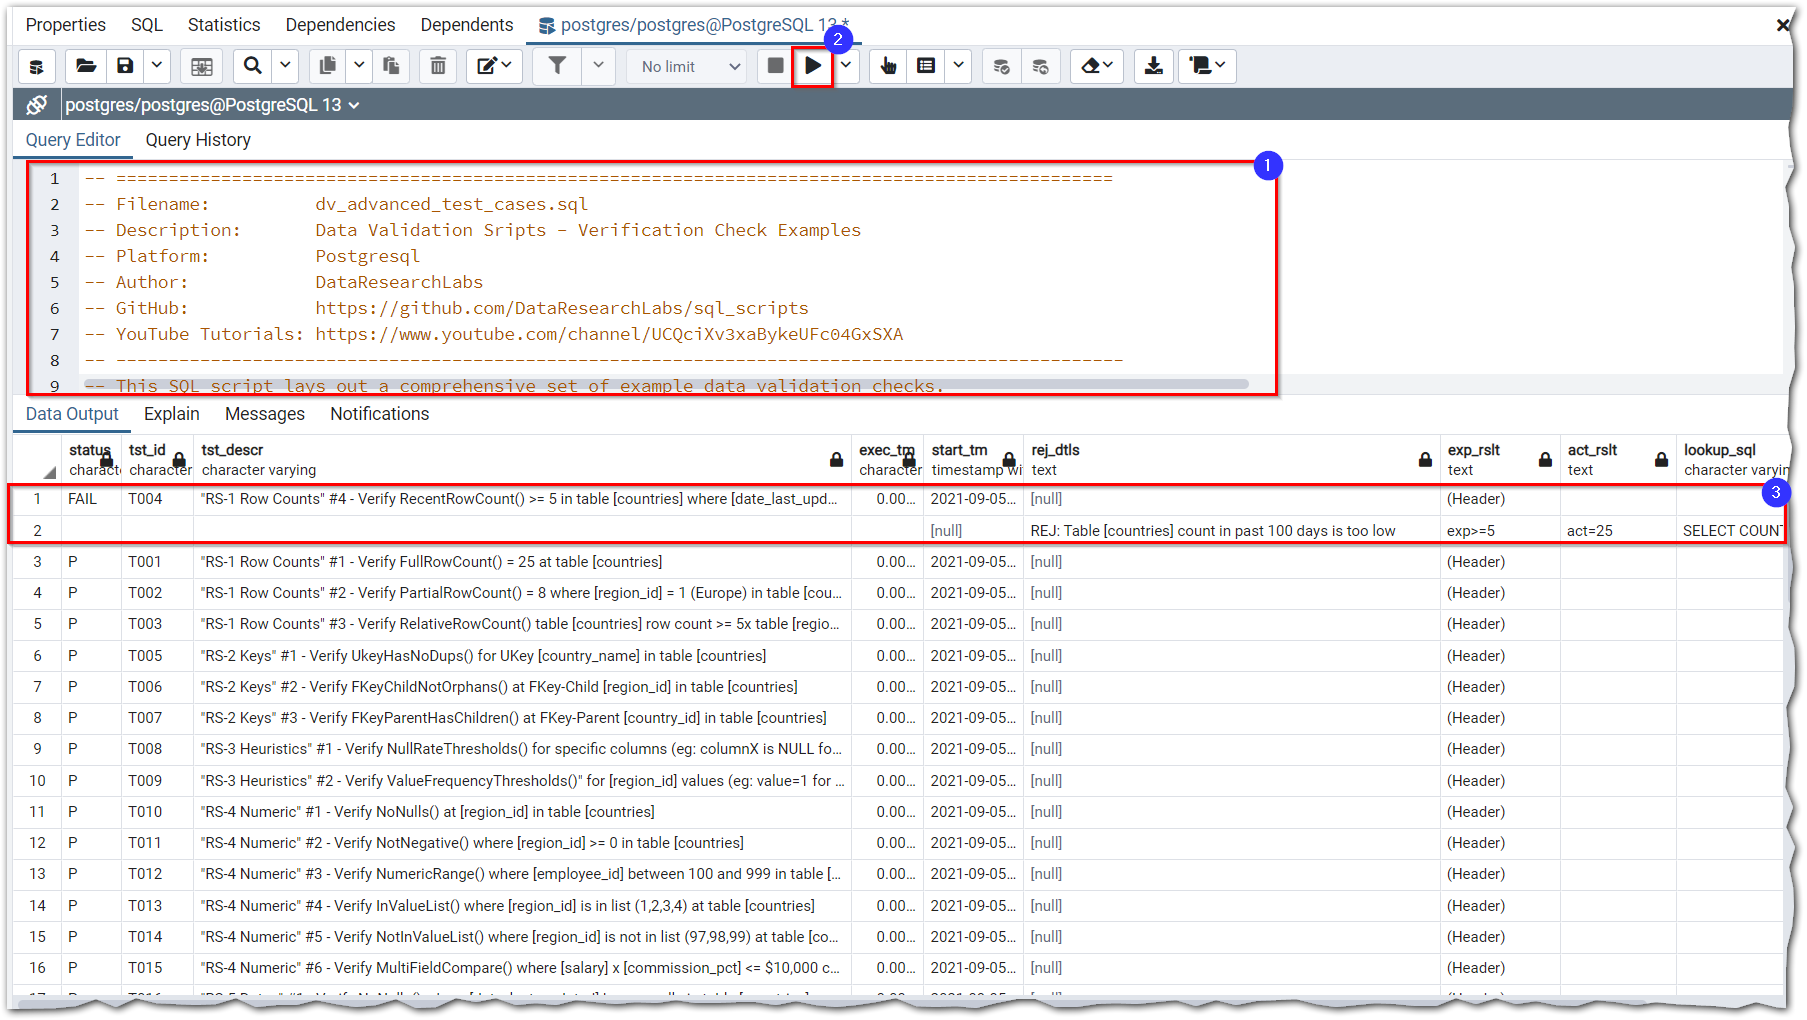 Properties SQL Statistics Dependencies Dependents postgres/postgres@PostgreSQL 13 *
2
No limit
postgres/postgres@PostgreSQL 13
Query Editor Query History
1
1 -- ===============================================================================================
2 -- Filename: dv_advanced_test_cases.sql
3 -- Description: Data Validation Sripts - Verification Check Examples
4 -- Platform: Postgresql
5 -- Author: DataResearchLabs
6 -- GitHub: https://github.com/DataResearchLabs/sql_scripts
7 -- YouTube Tutorials: https://www.youtube.com/channel/UCQciXv3xaBykeUFc04GxSXA
8 -- ------------------------------------------------------------------------------------------------
9 -- This SQL script lays out a comprehensive set of example data validation checks.
Data Output Explain Messages Notifications
status tst_id tst_descr exec_tm start_tm rej_dtls exp_rslt act_rslt lookup_sql
character character character varying character timestamp wi text text text character varyin
3
1 FAIL T004 "RS-1 Row Counts" #4 - Verify RecentRowCount() >= 5 in table [countries] where [date_last_upd... 0.00... 2021-09-05... [null] (Header)
2 [null] REJ: Table [countries] count in past 100 days is too low exp>=5 act=25 SELECT COUNT
3 P T001 "RS-1 Row Counts" #1 - Verify FullRowCount() = 25 at table [countries] 0.00... 2021-09-05... [null] (Header)
4 P T002 "RS-1 Row Counts" #2 - Verify PartialRowCount() = 8 where [region_id] = 1 (Europe) in table [cou... 0.00... 2021-09-05... [null] (Header)
5 P T003 "RS-1 Row Counts" #3 - Verify RelativeRowCount() table [countries] row count >= 5x table [regio... 0.00... 2021-09-05... [null] (Header)
6 P T005 "RS-2 Keys" #1 - Verify UkeyHasNoDups() for UKey [country_name] in table [countries] 0.00... 2021-09-05... [null] (Header)
7 P T006 "RS-2 Keys" #2 - Verify FKeyChildNotOrphans() at FKey-Child [region_id] in table [countries] 0.00... 2021-09-05... [null] (Header)
8 P T007 "RS-2 Keys" #3 - Verify FKeyParentHasChildren() at FKey-Parent [country_id] in table [countries] 0.00... 2021-09-05... [null] (Header)
9 P T008 "RS-3 Heuristics" #1 - Verify NullRateThresholds() for specific columns (eg: columnX is NULL fo... 0.00... 2021-09-05... [null] (Header)
10 P T009 "RS-3 Heuristics" #2 - Verify ValueFrequencyThresholds()" for [region_id] values (eg: value=1 for ... 0.00... 2021-09-05... [null] (Header)
11 P T010 "RS-4 Numeric" #1 - Verify NoNulls() at [region_id] in table [countries] 0.00... 2021-09-05... [null] (Header)
12 P T011 "RS-4 Numeric" #2 - Verify NotNegative() where [region_id] >= 0 in table [countries] 0.00... 2021-09-05... [null] (Header)
13 P T012 "RS-4 Numeric" #3 - Verify NumericRange() where [employee_id] between 100 and 999 in table [... 0.00... 2021-09-05... [null] (Header)
14 P T013 "RS-4 Numeric" #4 - Verify InValueList() where [region_id] is in list (1,2,3,4) at table [countries] 0.00... 2021-09-05... [null] (Header)
15 P T014 "RS-4 Numeric" #5 - Verify NotInValueList() where [region_id] is not in list (97,98,99) at table [co... 0.00... 2021-09-05... [null] (Header)
16 P T015 "RS-4 Numeric" #6 - Verify MultiFieldCompare() where [salary] x [commission_pct] <= $10,000 c... 0.00... 2021-09-05... [null] (Header)